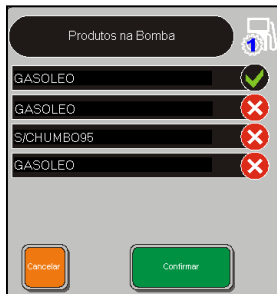 Produtos na Bomba
1
GASOLEO
GASOLEO
S/CHUMBO95
GASOLEO
Cancelar
Confirmar